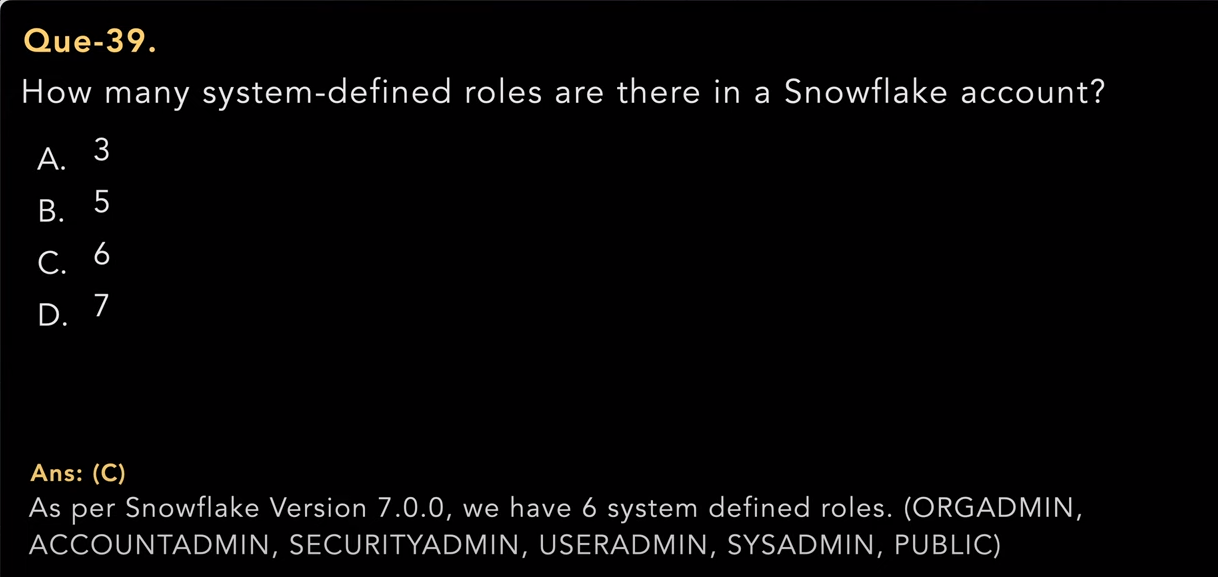 Que-39.
How many system-defined roles are there in a Snowflake account?
A. 3
B. 5
C. 6
D. 7
Ans: (C)
As per Snowflake Version 7.0.0, we have 6 system defined roles. (ORGADMIN,
ACCOUNTADMIN, SECURITYADMIN, USERADMIN, SYSADMIN, PUBLIC)